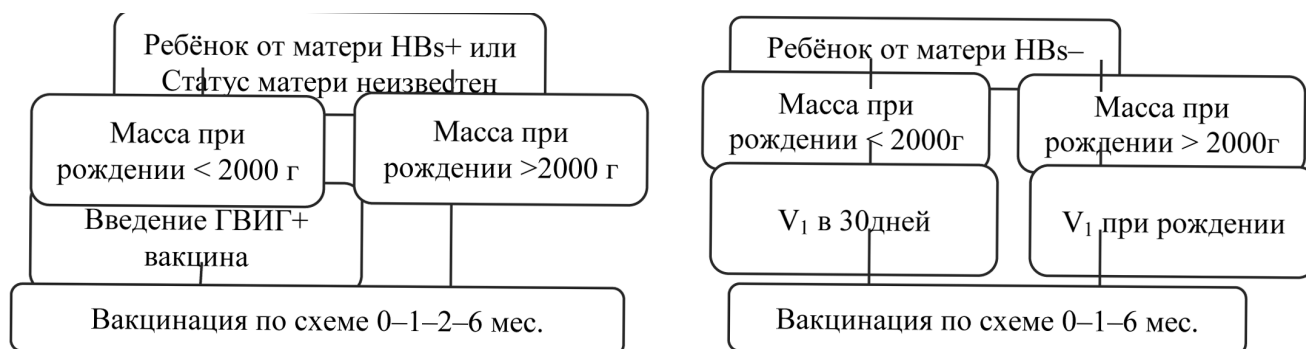 Ребёнок от матери HBs+ или
Статус матери неизвестен
Масса при
рождении < 2000 г
Масса при
рождении >2000 г
Введение ГВИГ+
вакцина
Вакцинация по схеме 0–1–2–6 мес.
Ребёнок от матери HBs–
Масса при
рождении < 2000г
Масса при
рождении > 2000г
V₁ в 30дней
V₁ при рождении
Вакцинация по схеме 0–1–6 мес.